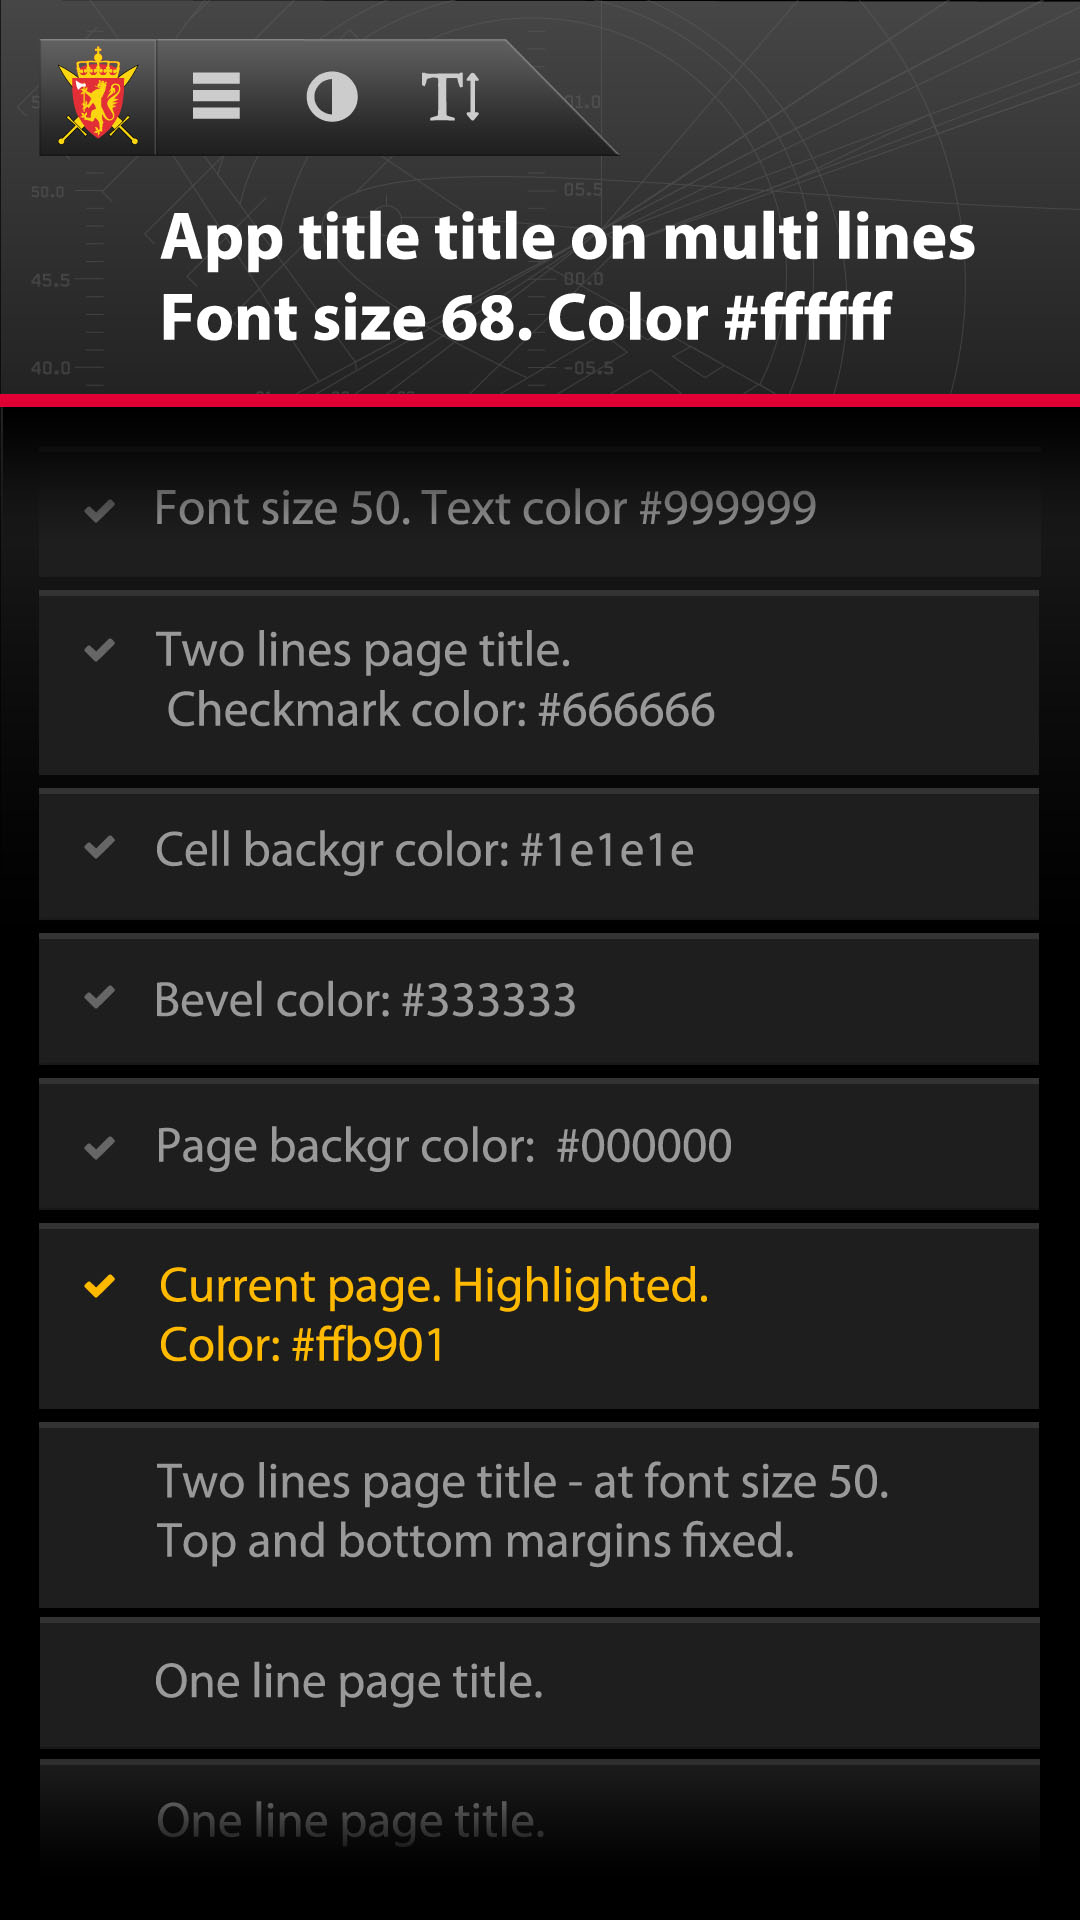 01.0
50.0
05.5
App title title on multi lines
45.5
00.0
Font size 68. Color #ffffff
40.0
-05.5
Font size 50. Text color #999999
Two lines page title.
Checkmark color: #666666
Cell backgr color: #1e1e1e
Bevel color: #333333
Page backgr color: #000000
Current page. Highlighted.
Color: #ffb901
Two lines page title - at font size 50.
Top and bottom margins fixed.
One line page title.
One line page title.